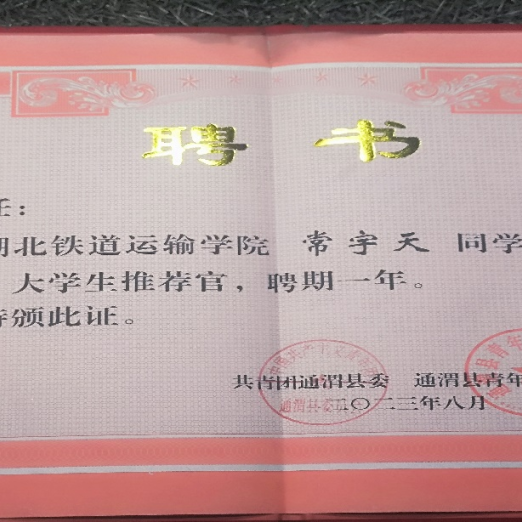 聘 书
任：
湖北铁道运输学院 常宇天 同学
大学生推荐官，聘期一年。
特颁此证。
共青团通渭县委 通渭县青年
二〇二三年八月